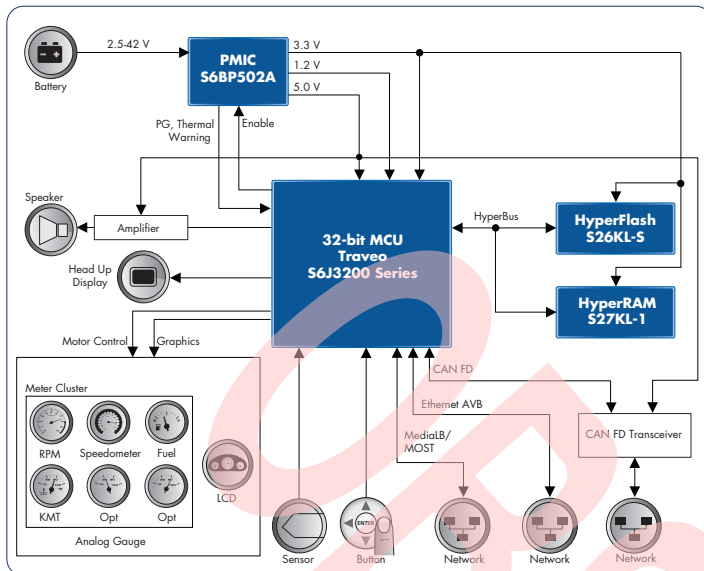 2.5-42 V
PMIC
S6BP502A
3.3 V
1.2 V
5.0 V
Battery
PG, Thermal
Warning
Enable
Speaker
Amplifier
Head Up
Display
32-bit MCU
Traveo
S6J3200 Series
HyperBus
HyperFlash
S26KL-S
HyperRAM
S27KL-1
Motor Control
Graphics
CAN FD
Ethernet AVB
MediaLB/
MOST
CAN FD Transceiver
Meter Cluster
RPM
Speedometer
Fuel
KMT
Opt
Opt
LCD
Analog Gauge
ENTER
Sensor
Button
Network
Network
Network